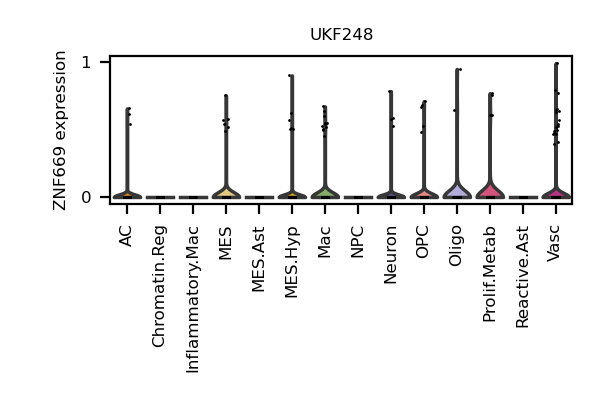 UKF248
ZNF669 expression
1
0
AC
Chromatin.Reg
Inflammatory.Mac
MES
MES.Ast
MES.Hyp
Mac
NPC
Neuron
OPC
Oligo
Prolif.Metab
Reactive.Ast
Vasc